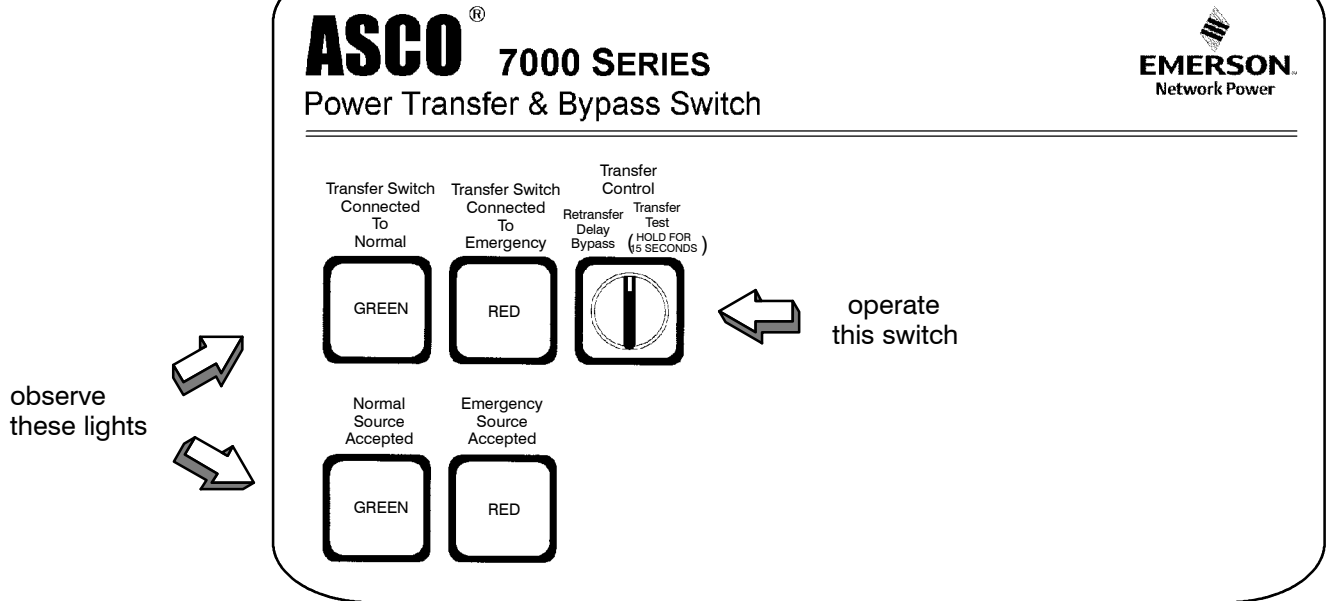 ASCO® 7000 SERIES
Power Transfer & Bypass Switch
EMERSON™
Network Power
Transfer Switch
Connected
To
Normal
Transfer Switch
Connected
To
Emergency
Transfer
Control
Retransfer
Delay
Bypass
Transfer
Test
(HOLD FOR
15 SECONDS)
GREEN
RED
operate
this switch
observe
these lights
Normal
Source
Accepted
Emergency
Source
Accepted
GREEN
RED